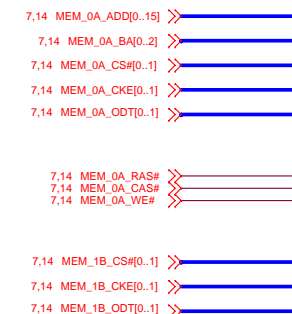 7,14 MEM_0A_ADD[0..15]
7,14 MEM_0A_BA[0..2]
7,14 MEM_0A_CS#[0..1]
7,14 MEM_0A_CKE[0..1]
7,14 MEM_0A_ODT[0..1]
7,14 MEM_0A_RAS#
7,14 MEM_0A_CAS#
7,14 MEM_0A_WE#
7,14 MEM_1B_CS#[0..1]
7,14 MEM_1B_CKE[0..1]
7,14 MEM_1B_ODT[0..1]